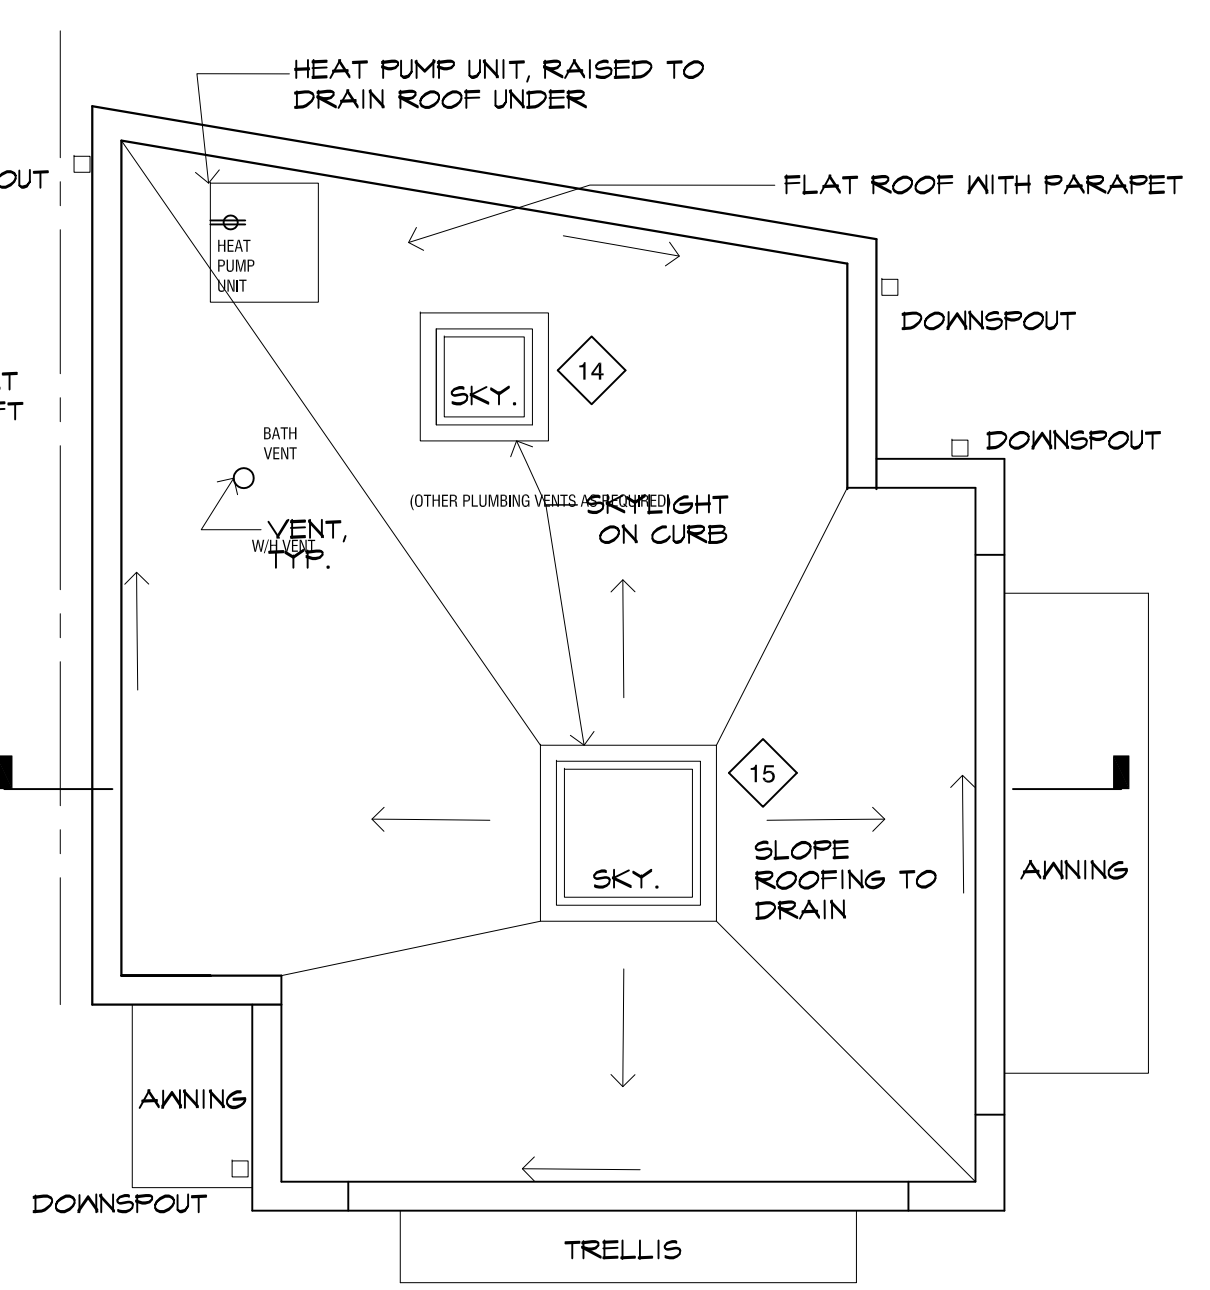 HEAT PUMP UNIT, RAISED TO
DRAIN ROOF UNDER
FLAT ROOF WITH PARAPET
HEAT
PUMP
UNIT
DOWNSPOUT
SKY.
14
BATH
VENT
DOWNSPOUT
(OTHER PLUMBING VENTS AS REQUIRED)
SKYLIGHT
ON CURB
VENT,
TYP.
W/H VENT
15
SKY.
SLOPE
ROOFING TO
DRAIN
AWNING
AWNING
DOWNSPOUT
TRELLIS